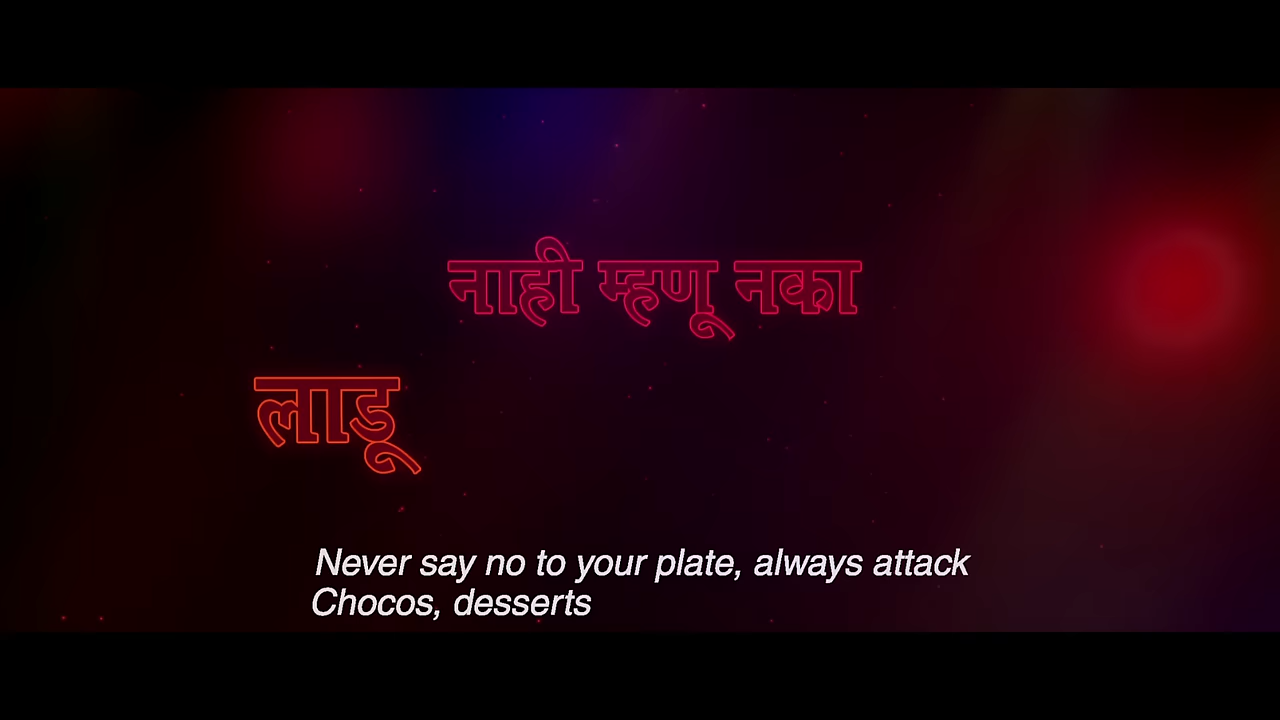 नाही म्हणू नका
लाडू
Never say no to your plate, always attack
Chocos, desserts